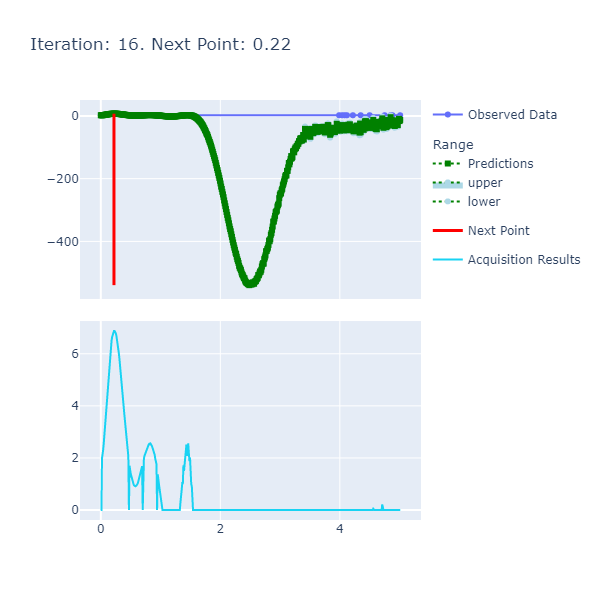 Iteration: 16. Next Point: 0.22
0
−200
−400
Observed Data
Range
Predictions
upper
lower
Next Point
Acquisition Results
6
4
2
0
0 2 4